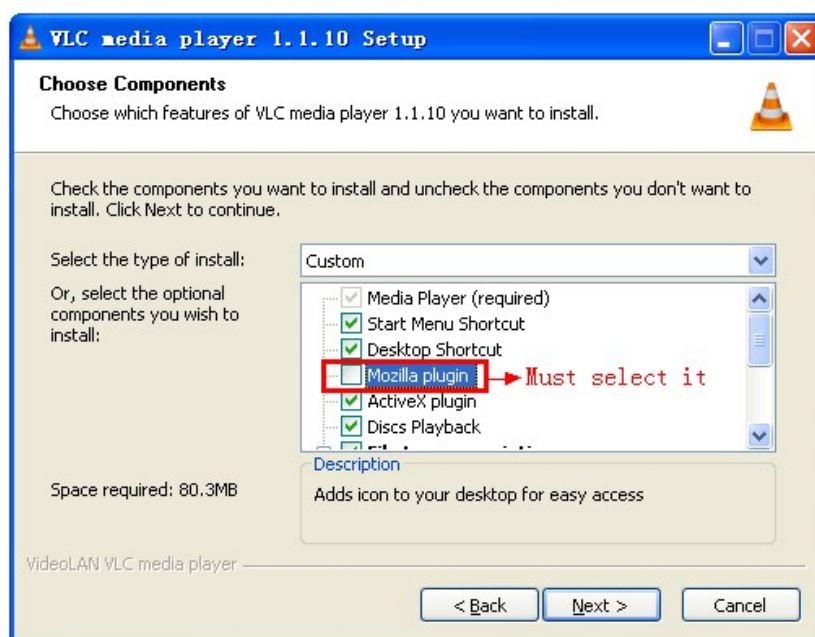 VLC media player 1.1.10 Setup
Choose Components
Choose which features of VLC media player 1.1.10 you want to install.
Check the components you want to install and uncheck the components you don't want to
install. Click Next to continue.
Select the type of install:
Custom
Or, select the optional
components you wish to
install:
Media Player (required)
Start Menu Shortcut
Desktop Shortcut
Mozilla plugin
Must select it
ActiveX plugin
Discs Playback
Description
Space required: 80.3MB
Adds icon to your desktop for easy access
VideoLAN VLC media player
< Back
Next >
Cancel